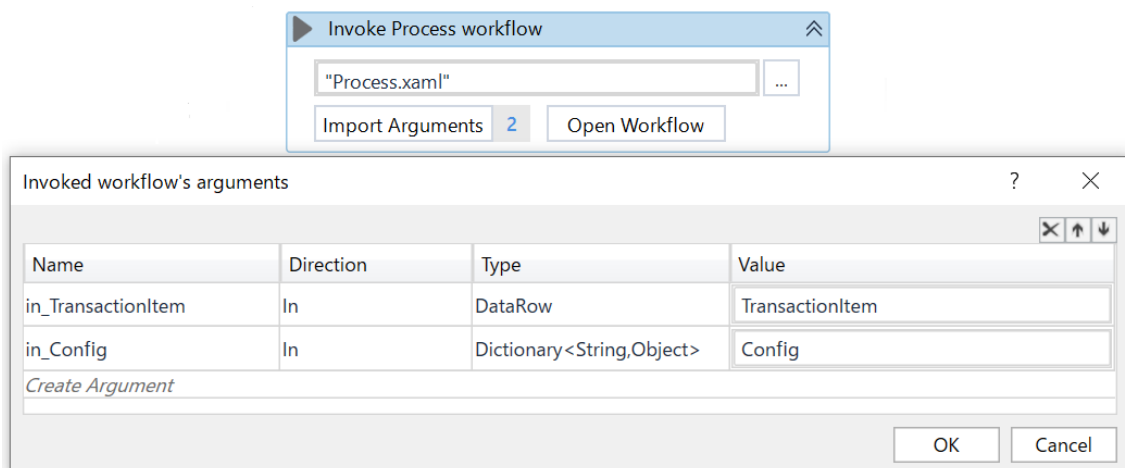 Invoke Process workflow
"Process.xaml"
...
Import Arguments 2 Open Workflow
Invoked workflow's arguments ?
Name Direction Type Value
in_TransactionItem In DataRow TransactionItem
in_Config In Dictionary<String,Object> Config
Create Argument
OK Cancel